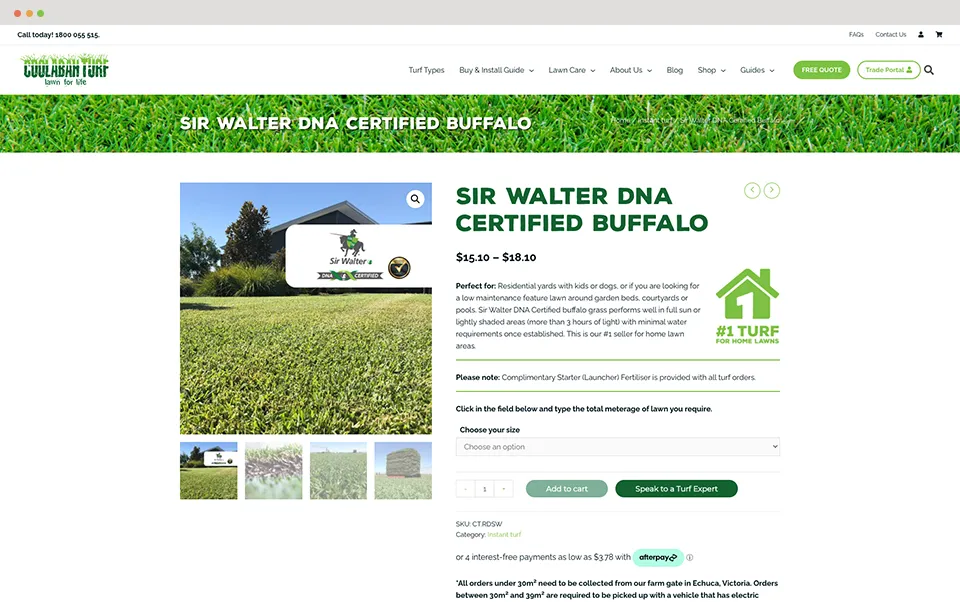 Call today! 1800 055 515.
FAQs Contact Us
COOLABAH TURF
lawn for life
Turf Types Buy & Install Guide Lawn Care About Us Blog Shop Guides FREE QUOTE Trade Portal
SIR WALTER DNA CERTIFIED BUFFALO
Home / Instant turf / Sir Walter DNA Certified Buffalo
SIR WALTER DNA
CERTIFIED BUFFALO
Sir Walter
DNA CERTIFIED
$15.10 – $18.10
Perfect for: Residential yards with kids or dogs, or if you are looking for
a low maintenance feature lawn around garden beds, courtyards or
pools. Sir Walter DNA Certified buffalo grass performs well in full sun or
lightly shaded areas (more than 3 hours of light) with minimal water
requirements once established. This is our #1 seller for home lawn
areas.
1
#1 TURF
FOR HOME LAWNS
Please note: Complimentary Starter (Launcher) Fertiliser is provided with all turf orders.
Click in the field below and type the total meterage of lawn you require.
Choose your size
Choose an option
- 1 - Add to cart Speak to a Turf Expert
SKU: CT.RDSW
Category: Instant turf
or 4 interest-free payments as low as $3.78 with afterpay
*All orders under 30m² need to be collected from our farm gate in Echuca, Victoria. Orders
between 30m² and 39m² are required to be picked up with a vehicle that has electric